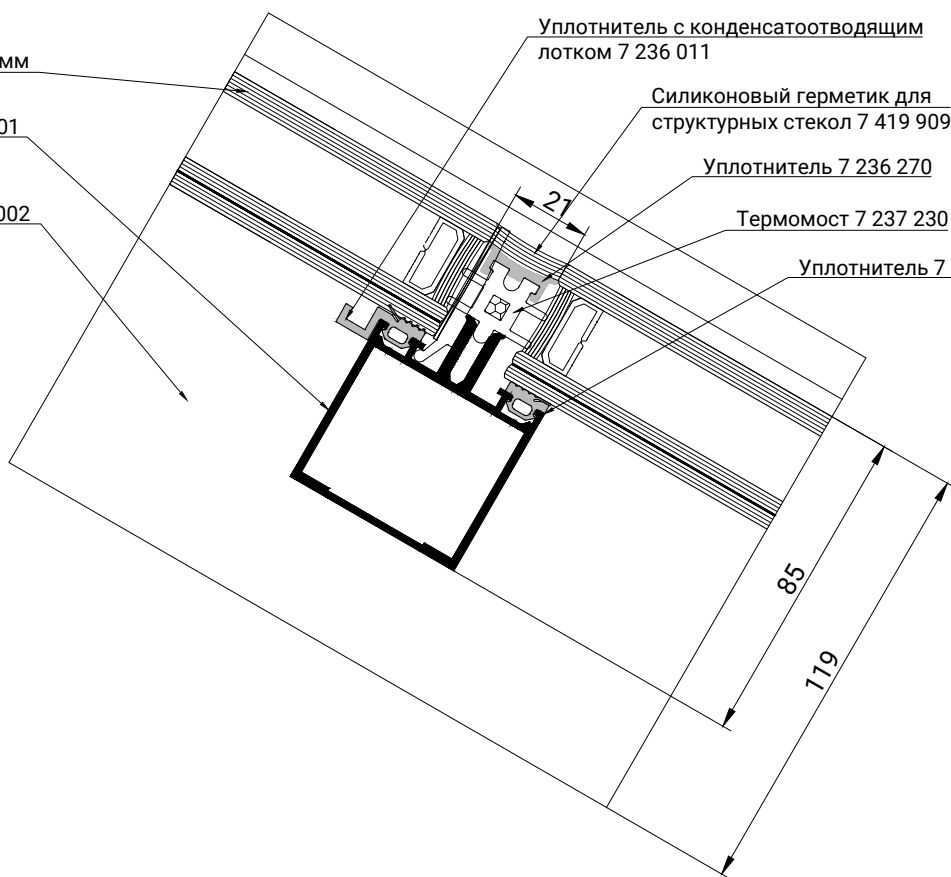 Уплотнитель с конденсатоотводящим
лотком 7 236 011
мм
Силиконовый герметик для
структурных стекол 7 419 909
01
Уплотнитель 7 236 270
21
002
Термомост 7 237 230
Уплотнитель 7
85
119